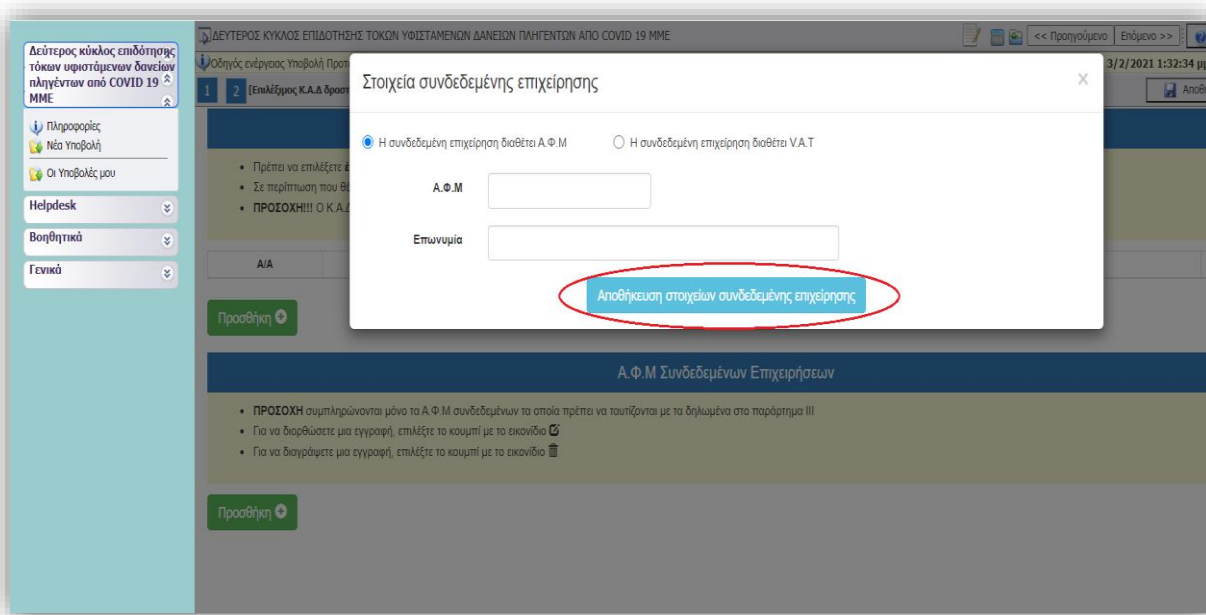 Δεύτερος κύκλος επιδότησης
τόκων υφιστάμενων δανείων
πληγέντων από COVID 19
ΜΜΕ
Πληροφορίες
Νέα Υποβολή
Οι Υποβολές μου
Helpdesk
Βοηθητικά
Γενικά
ΔΕΥΤΕΡΟΣ ΚΥΚΛΟΣ ΕΠΙΔΟΤΗΣΗΣ ΤΟΚΩΝ ΥΦΙΣΤΑΜΕΝΩΝ ΔΑΝΕΙΩΝ ΠΛΗΓΕΝΤΩΝ ΑΠΟ COVID 19 ΜΜΕ
<< Προηγούμενο Επόμενο >>
Οδηγός ενέργειας Υποβολή
3/2/2021 1:32:34 μμ
1 2 [Επιλέξιμος Κ.Α.Δ
Στοιχεία συνδεδεμένης επιχείρησης ×
Η συνδεδεμένη επιχείρηση διαθέτει Α.Φ.Μ Η συνδεδεμένη επιχείρηση διαθέτει V.A.T
Α.Φ.Μ
Επωνυμία
Αποθήκευση στοιχείων συνδεδεμένης επιχείρησης
• Πρέπει να επιλέξετε
• Σε περίπτωση που
• ΠΡΟΣΟΧΗ!!! Ο Κ.Α.Δ
Α/Α
Προσθήκη
Α.Φ.Μ Συνδεδεμένων Επιχειρήσεων
• ΠΡΟΣΟΧΗ συμπληρώνονται μόνο τα Α.Φ.Μ συνδεδεμένων τα οποία πρέπει να ταυτίζονται με τα δηλωμένα στο παράρτημα ΙΙΙ
• Για να διορθώσετε μια εγγραφή, επιλέξτε το κουμπί με το εικονίδιο
• Για να διαγράψετε μια εγγραφή, επιλέξτε το κουμπί με το εικονίδιο
Προσθήκη